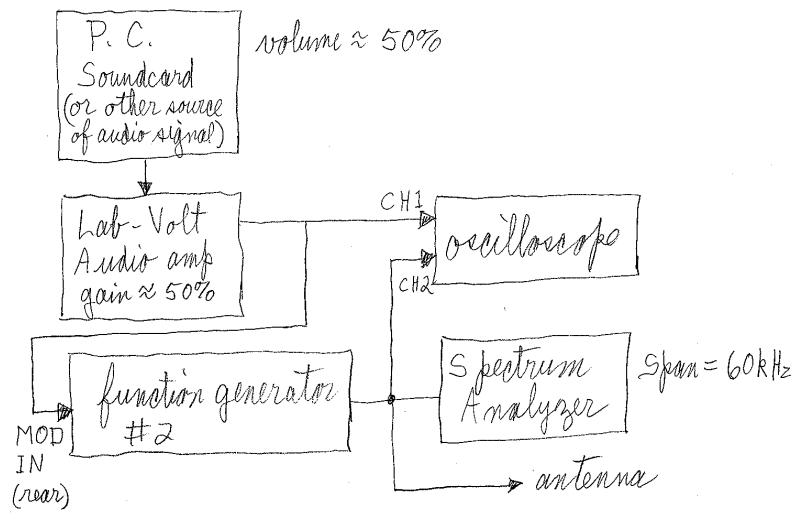 P. C.
Soundcard
(or other source
of audio signal)
volume ≈ 50%
Lab-Volt
Audio amp
gain ≈ 50%
CH1
oscilloscope
CH2
function generator
#2
MOD
IN
(rear)
Spectrum
Analyzer
Span = 60kHz
antenna